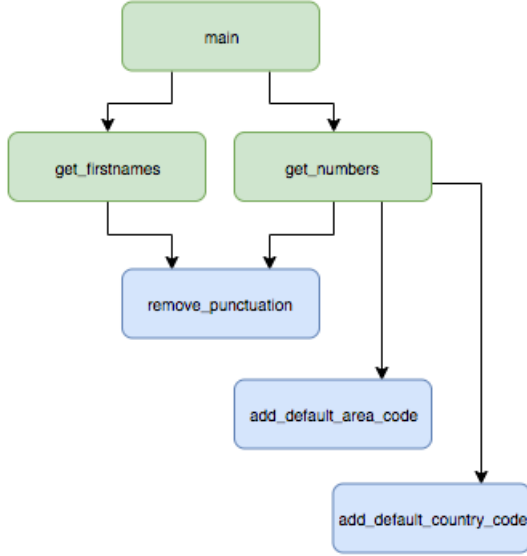 main
get_firstnames
get_numbers
remove_punctuation
add_default_area_code
add_default_country_code